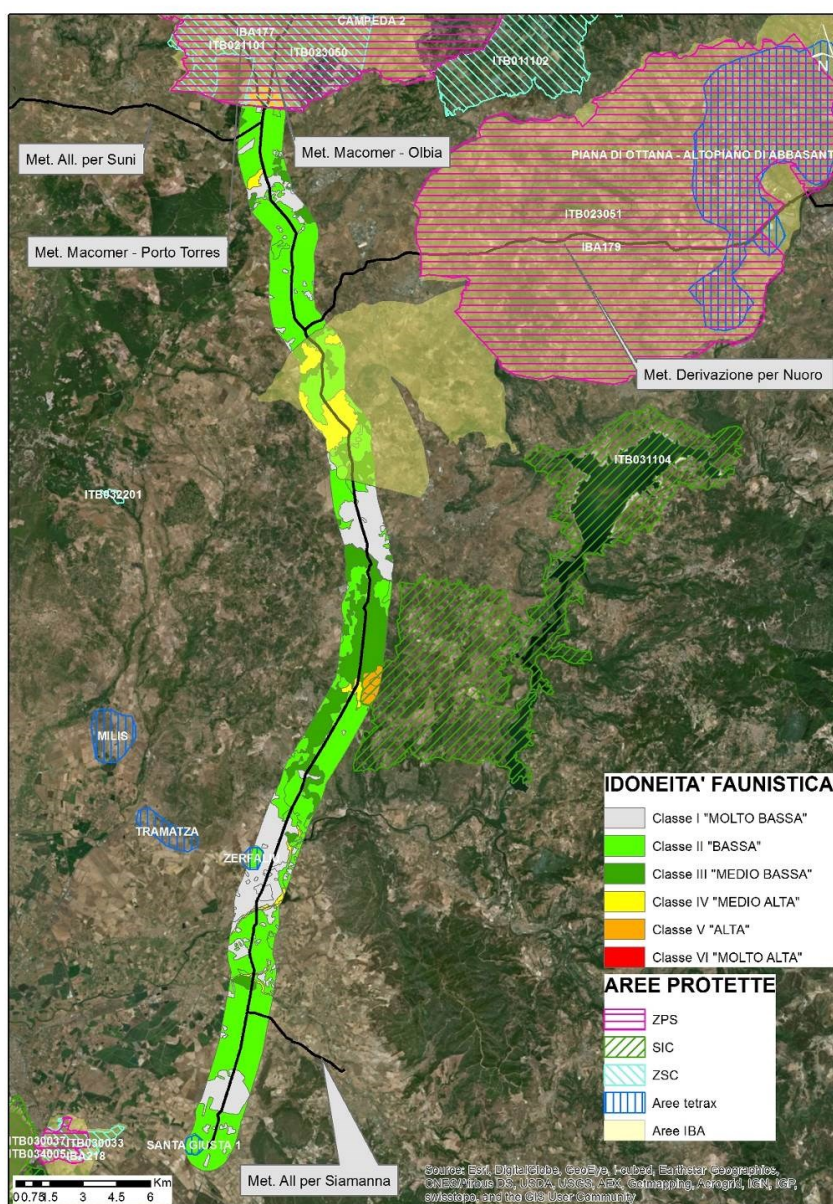 CAMPEDA 2
IBA177
ITB021101
ITB023050
ITB011102
N
Met. All. per Suni
Met. Macomer - Olbia
PIANA DI OTTANA - ALTOPIANO DI ABBASANT
ITB023051
IBA179
Met. Macomer - Porto Torres
Met. Derivazione per Nuoro
ITB031104
ITB032201
MILIS
TRAMATZA
ZERFAL
IDONEITA' FAUNISTICA
Classe I "MOLTO BASSA"
Classe II "BASSA"
Classe III "MEDIO BASSA"
Classe IV "MEDIO ALTA"
Classe V "ALTA"
Classe VI "MOLTO ALTA"
AREE PROTETTE
ZPS
SIC
ZSC
Aree tetrax
Aree IBA
ITB030037
ITB030033
ITB034005
IBA218
SANTA GIUSTA 1
Met. All per Siamanna
Km
0 0.75 1.5 3 4.5 6
Source: Esri, DigitalGlobe, GeoEye, i-cubed, Earthstar Geographics,
CNES/Airbus DS, USDA, USGS, AEX, Getmapping, Aerogrid, IGN, IGP,
swisstopo, and the GIS User Community